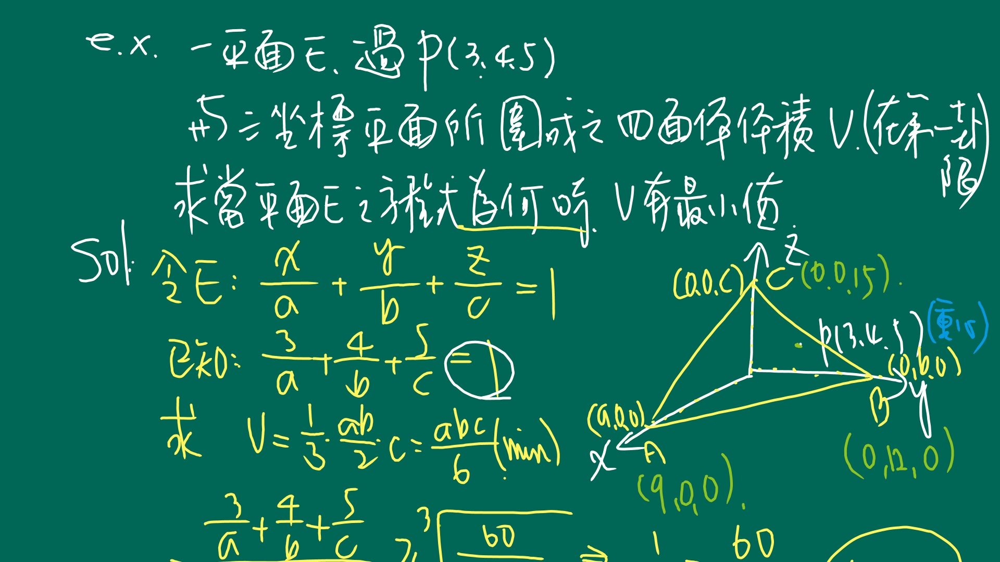 e.x. 一平面E、過P(3,4,5)
與三坐標平面所圍成之四面体体積V.(在第一卦限)
求當平面E之方程式為何時,V有最小值.
Sol: 令E: x/a + y/b + z/c = 1
已知: 3/a + 4/b + 5/c = 1
求 V = 1/3 · ab/2 · c = abc/6 (min)
(3/a + 4/b + 5/c) ≥ ∛(60 ⇒ 1 60
z
(0,0,c) C (0,0,15).
P(3,4,5) (重心)
(0,b,0)
B y
(0,12,0)
(a,0,0)
x A
(9,0,0).